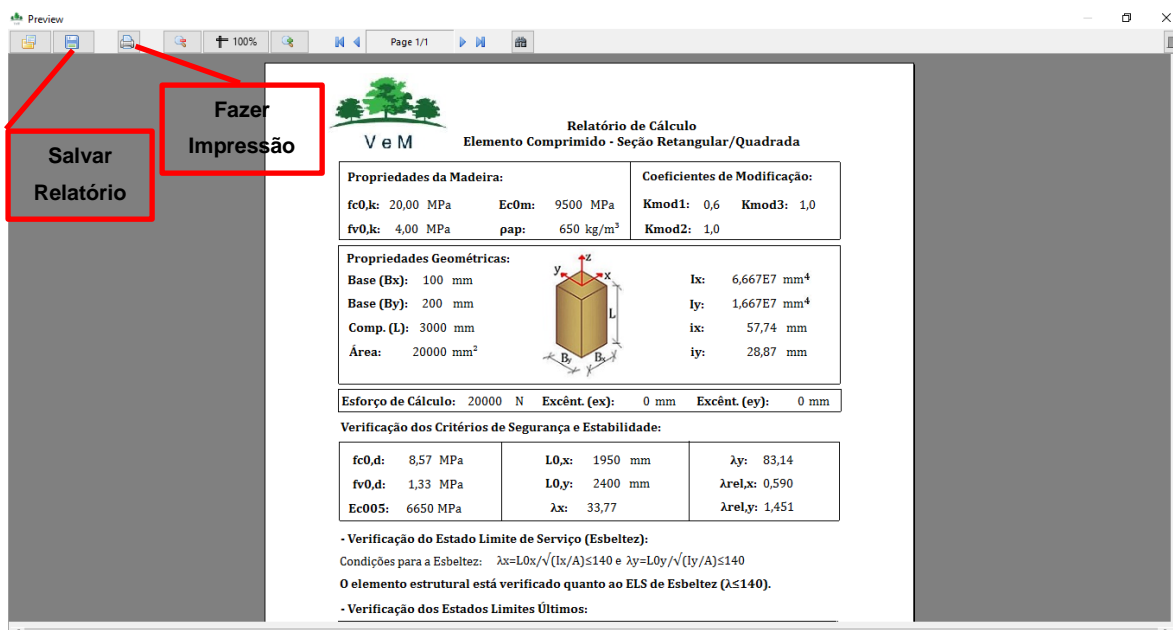 Preview
100%
Page 1/1
Fazer
Impressão
Salvar
Relatório
VeM
Relatório de Cálculo
Elemento Comprimido - Seção Retangular/Quadrada
Propriedades da Madeira:
fc0,k: 20,00 MPa Ec0m: 9500 MPa
fv0,k: 4,00 MPa ρap: 650 kg/m³
Coeficientes de Modificação:
Kmod1: 0,6 Kmod3: 1,0
Kmod2: 1,0
Propriedades Geométricas:
Base (Bx): 100 mm
Base (By): 200 mm
Comp. (L): 3000 mm
Área: 20000 mm²
z
y
x
L
By
Bx
Ix: 6,667E7 mm⁴
Iy: 1,667E7 mm⁴
ix: 57,74 mm
iy: 28,87 mm
Esforço de Cálculo: 20000 N Excênt. (ex): 0 mm Excênt. (ey): 0 mm
Verificação dos Critérios de Segurança e Estabilidade:
fc0,d: 8,57 MPa L0,x: 1950 mm λy: 83,14
fv0,d: 1,33 MPa L0,y: 2400 mm λrel,x: 0,590
Ec005: 6650 MPa λx: 33,77 λrel,y: 1,451
- Verificação do Estado Limite de Serviço (Esbeltez):
Condições para a Esbeltez: λx=L0x/√(Ix/A)≤140 e λy=L0y/√(Iy/A)≤140
O elemento estrutural está verificado quanto ao ELS de Esbeltez (λ≤140).
- Verificação dos Estados Limites Últimos: